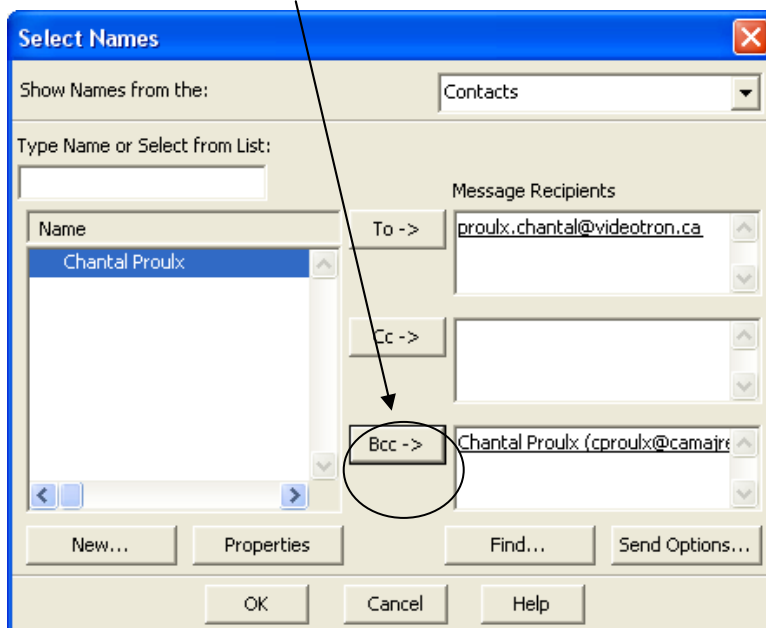 Select Names
Show Names from the:
Contacts
Type Name or Select from List:
Message Recipients
Name
Chantal Proulx
To ->
proulx.chantal@videotron.ca
Cc ->
Bcc ->
Chantal Proulx (cproulx@camajre
New...
Properties
Find...
Send Options...
OK
Cancel
Help